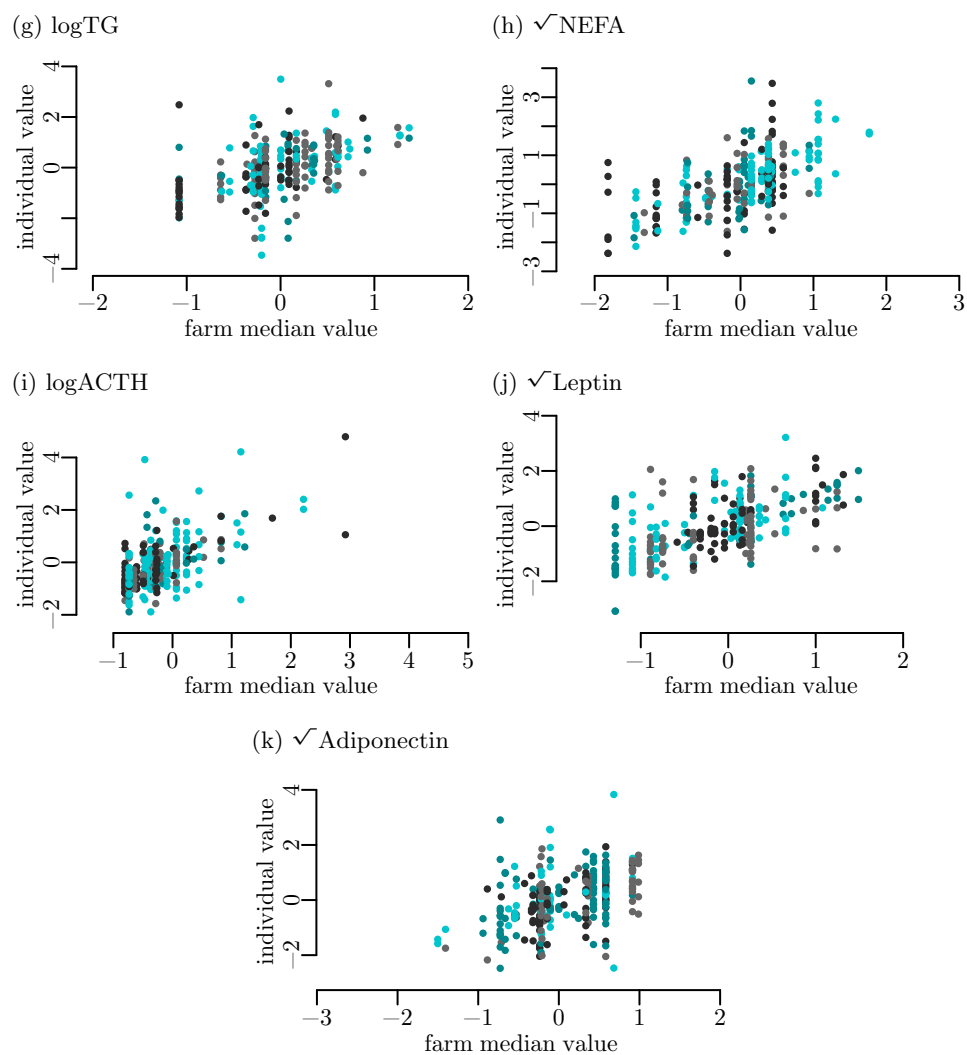 (g) logTG
(h) √NEFA
individual value
−4 0 2 4
−2 −1 0 1 2
farm median value
individual value
−3 −1 1 3
−2 −1 0 1 2 3
farm median value
(i) logACTH
(j) √Leptin
individual value
−2 0 2 4
−1 0 1 2 3 4 5
farm median value
individual value
−2 0 2 4
−1 0 1 2
farm median value
(k) √Adiponectin
individual value
−2 0 2 4
−3 −2 −1 0 1 2
farm median value